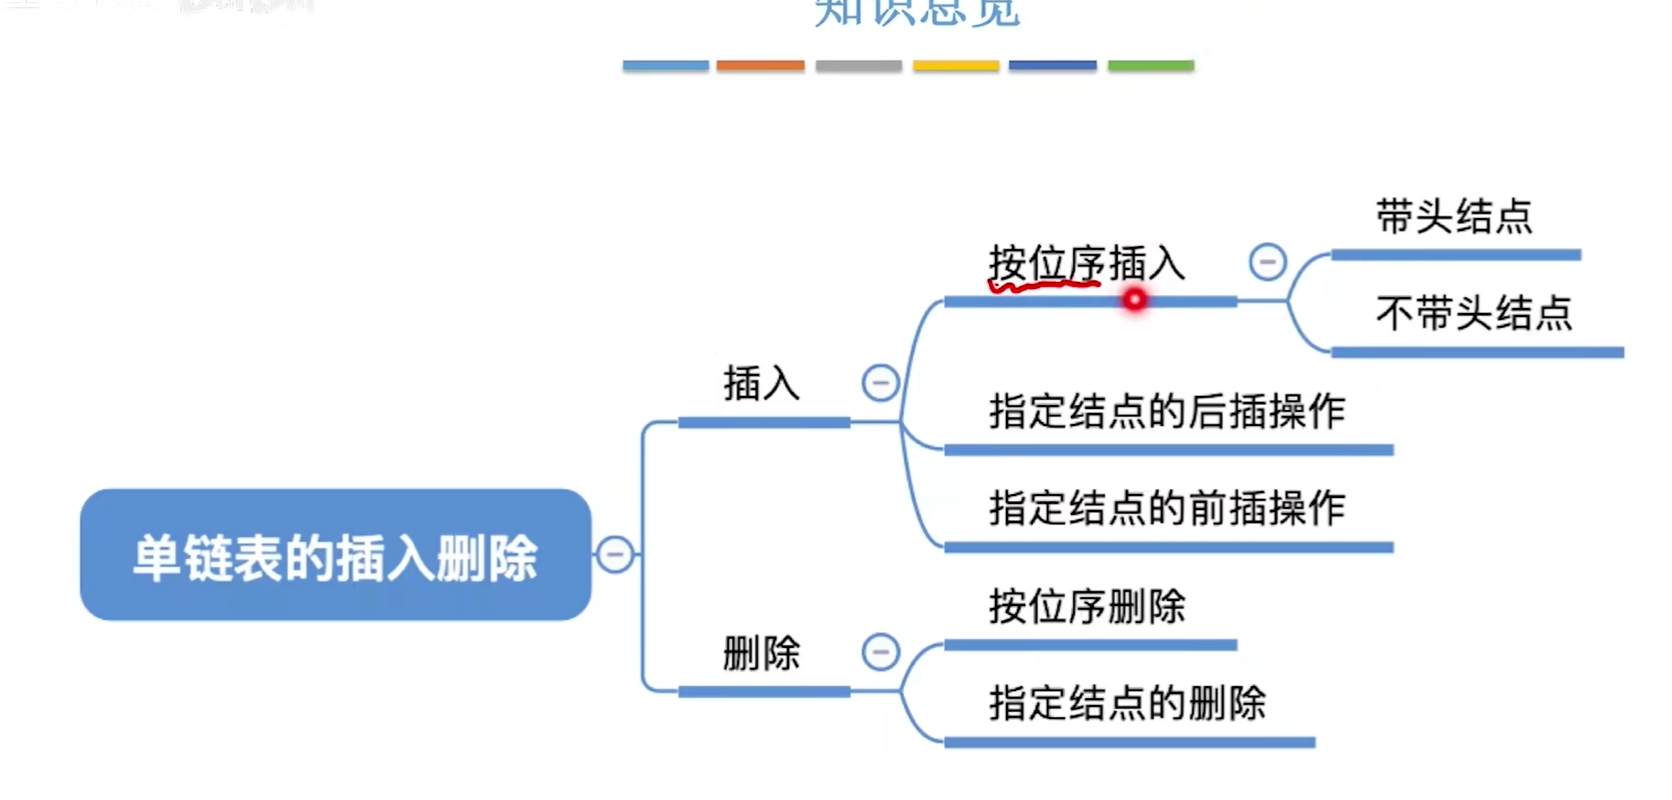 知识总览
带头结点
按位序插入
不带头结点
插入
指定结点的后插操作
指定结点的前插操作
单链表的插入删除
按位序删除
删除
指定结点的删除